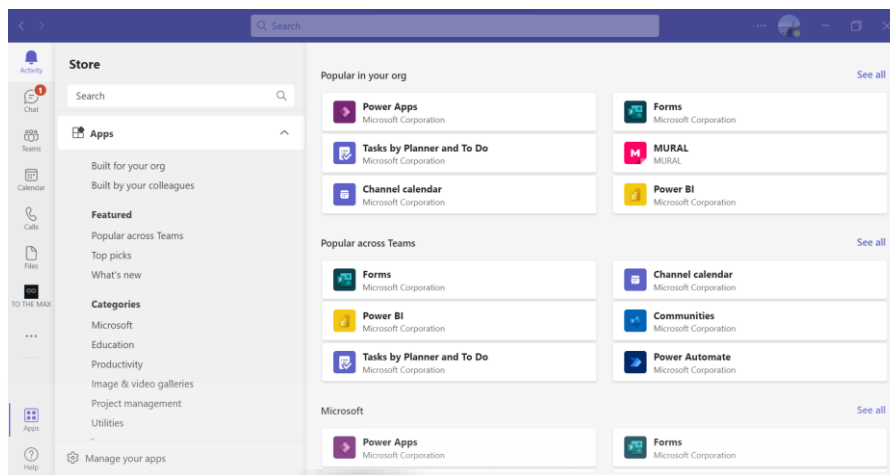 Search
Activity
1
Chat
Teams
Calendar
Calls
Files
TO THE MAX
Apps
Help
Store
Search
Apps
Built for your org
Built by your colleagues
Featured
Popular across Teams
Top picks
What's new
Categories
Microsoft
Education
Productivity
Image & video galleries
Project management
Utilities
Manage your apps
Popular in your org
See all
Power Apps
Microsoft Corporation
Forms
Microsoft Corporation
Tasks by Planner and To Do
Microsoft Corporation
MURAL
MURAL
Channel calendar
Microsoft Corporation
Power BI
Microsoft Corporation
Popular across Teams
See all
Forms
Microsoft Corporation
Channel calendar
Microsoft Corporation
Power BI
Microsoft Corporation
Communities
Microsoft Corporation
Tasks by Planner and To Do
Microsoft Corporation
Power Automate
Microsoft Corporation
Microsoft
See all
Power Apps
Microsoft Corporation
Forms
Microsoft Corporation